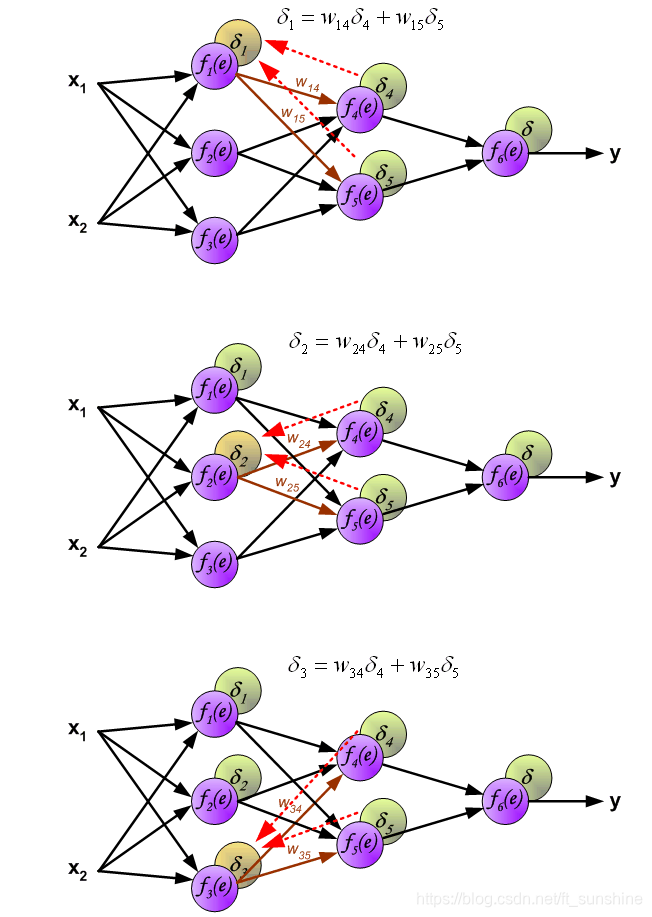 δ₁ = w₁₄δ₄ + w₁₅δ₅
δ₁
x₁
f₁(e)
w₁₄
δ₄
f₄(e)
w₁₅
δ
f₂(e)
f₆(e)
y
δ₅
f₅(e)
x₂
f₃(e)
δ₂ = w₂₄δ₄ + w₂₅δ₅
δ₁
x₁
f₁(e)
δ₄
f₄(e)
w₂₄
δ₂
δ
f₂(e)
f₆(e)
y
w₂₅
δ₅
f₅(e)
x₂
f₃(e)
δ₃ = w₃₄δ₄ + w₃₅δ₅
δ₁
x₁
f₁(e)
δ₄
f₄(e)
δ₂
δ
f₂(e)
w₃₄
f₆(e)
y
δ₅
f₅(e)
w₃₅
x₂
δ₃
f₃(e)
https://blog.csdn.net/ft_sunshine